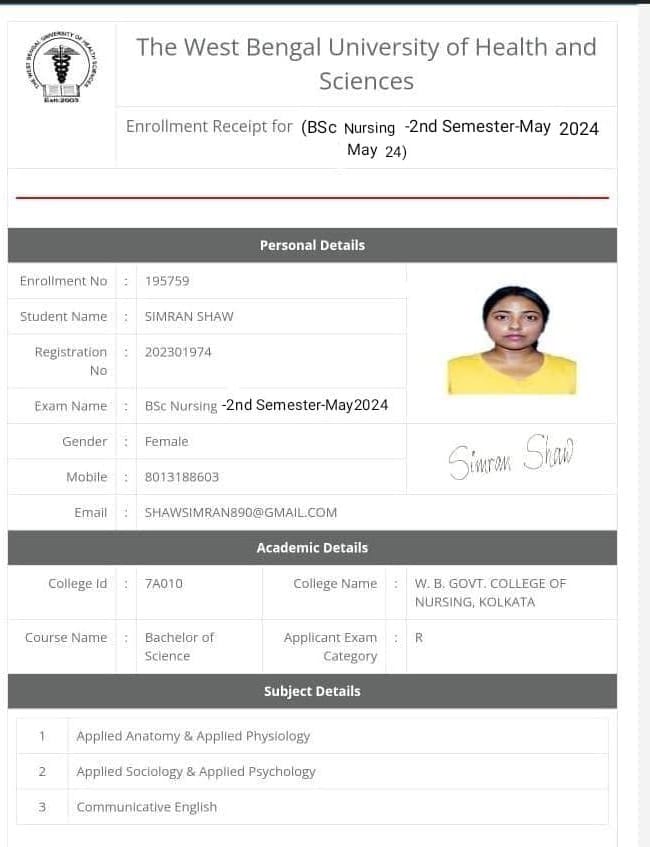 THE WEST BENGAL UNIVERSITY OF HEALTH SCIENCES
Estt:2003
The West Bengal University of Health and
Sciences
Enrollment Receipt for (BSc Nursing -2nd Semester-May 2024
May 24)
Personal Details
Enrollment No : 195759
Student Name : SIMRAN SHAW
Registration : 202301974
No
Exam Name : BSc Nursing -2nd Semester-May2024
Gender : Female
Simran Shaw
Mobile : 8013188603
Email : SHAWSIMRAN890@GMAIL.COM
Academic Details
College Id : 7A010 College Name : W. B. GOVT. COLLEGE OF
NURSING, KOLKATA
Course Name : Bachelor of Applicant Exam : R
Science Category
Subject Details
1 Applied Anatomy & Applied Physiology
2 Applied Sociology & Applied Psychology
3 Communicative English